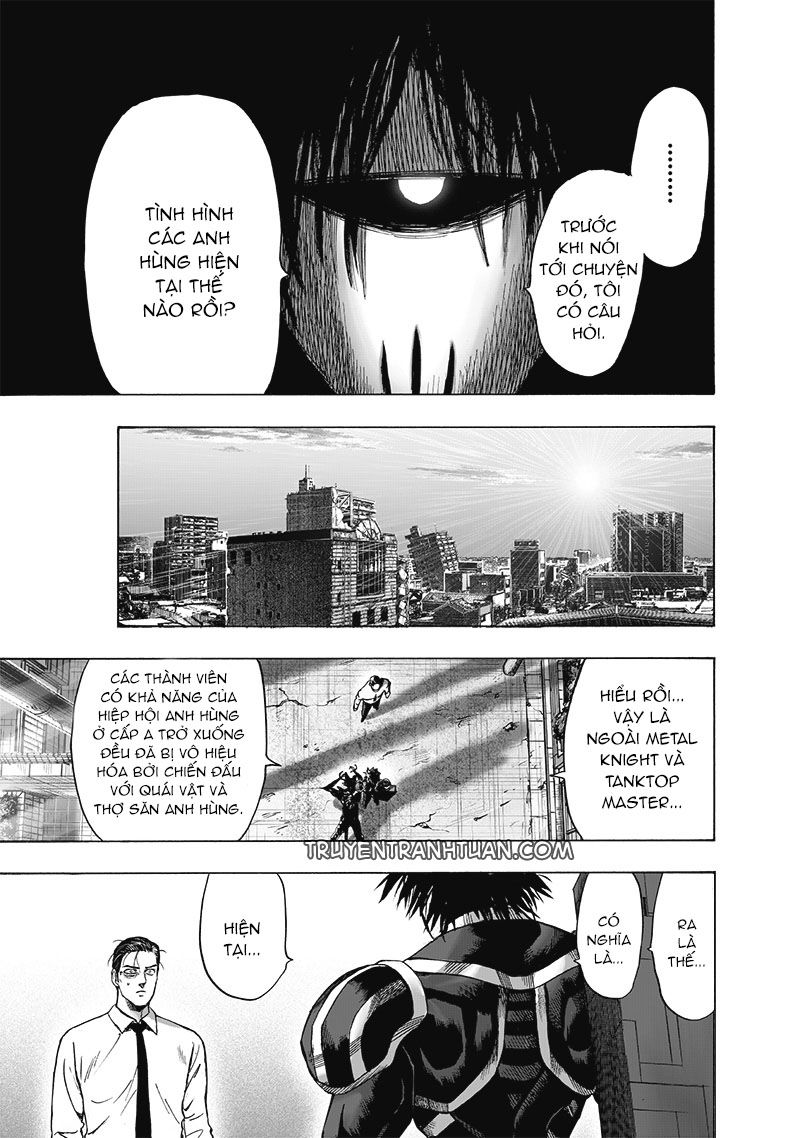 .........
TRƯỚC
KHI NÓI
TỚI CHUYỆN
ĐÓ, TÔI
CÓ CÂU
HỎI.
TÌNH HÌNH
CÁC ANH
HÙNG HIỆN
TẠI THẾ
NÀO RỒI?
HIỂU RỒI...
VẬY LÀ
NGOÀI METAL
KNIGHT VÀ
TANKTOP
MASTER...
CÁC THÀNH VIÊN
CÓ KHẢ NĂNG CỦA
HIỆP HỘI ANH HÙNG
Ở CẤP A TRỞ XUỐNG
ĐỀU ĐÃ BỊ VÔ HIỆU
HÓA BỞI CHIẾN ĐẤU
VỚI QUÁI VẬT VÀ
THỢ SĂN ANH HÙNG.
TRUYENTRANHTUAN.COM
RA
LÀ
THẾ...
CÓ
NGHĨA
LÀ...
HIỆN
TẠI...